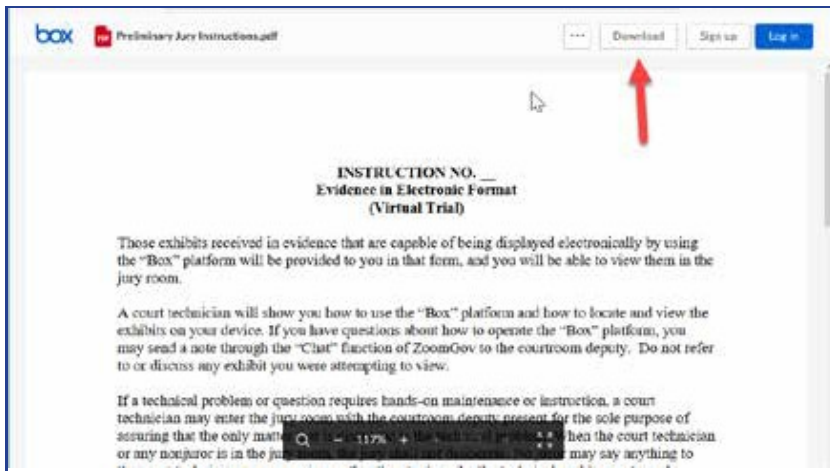 box Preliminary Jury Instructions.pdf ... Download Sign up Log in
INSTRUCTION NO. __
Evidence in Electronic Format
(Virtual Trial)
Those exhibits received in evidence that are capable of being displayed electronically by using
the “Box” platform will be provided to you in that form, and you will be able to view them in the
jury room.
A court technician will show you how to use the “Box” platform and how to locate and view the
exhibits on your device. If you have questions about how to operate the “Box” platform, you
may send a note through the “Chat” function of ZoomGov to the courtroom deputy. Do not refer
to or discuss any exhibit you were attempting to view.
If a technical problem or question requires hands-on maintenance or instruction, a court
technician may enter the jury room with the courtroom deputy present for the sole purpose of
assuring that the only - 117% + When the court technician
or any nonjuror is in the may say anything to